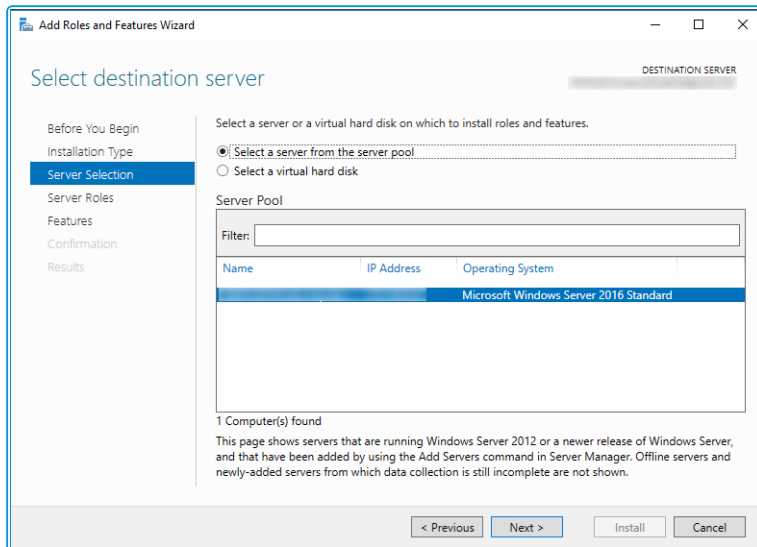 Add Roles and Features Wizard
Select destination server
DESTINATION SERVER
Before You Begin
Installation Type
Server Selection
Server Roles
Features
Confirmation
Results
Select a server or a virtual hard disk on which to install roles and features.
Select a server from the server pool
Select a virtual hard disk
Server Pool
Filter:
Name IP Address Operating System
Microsoft Windows Server 2016 Standard
1 Computer(s) found
This page shows servers that are running Windows Server 2012 or a newer release of Windows Server,
and that have been added by using the Add Servers command in Server Manager. Offline servers and
newly-added servers from which data collection is still incomplete are not shown.
< Previous Next > Install Cancel